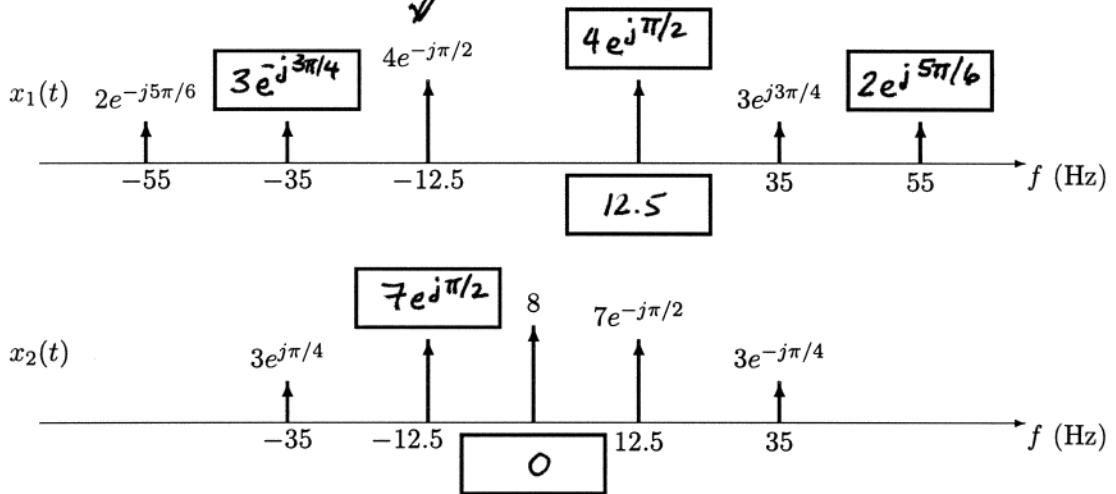 4e^{jπ/2}
x_1(t) 2e^{-j5π/6} 3e^{-j3π/4} 4e^{-jπ/2} 3e^{j3π/4} 2e^{j5π/6}
−55 −35 −12.5 35 55 f (Hz)
12.5
7e^{jπ/2} 8 7e^{-jπ/2}
x_2(t) 3e^{jπ/4} 3e^{-jπ/4}
−35 −12.5 12.5 35 f (Hz)
0